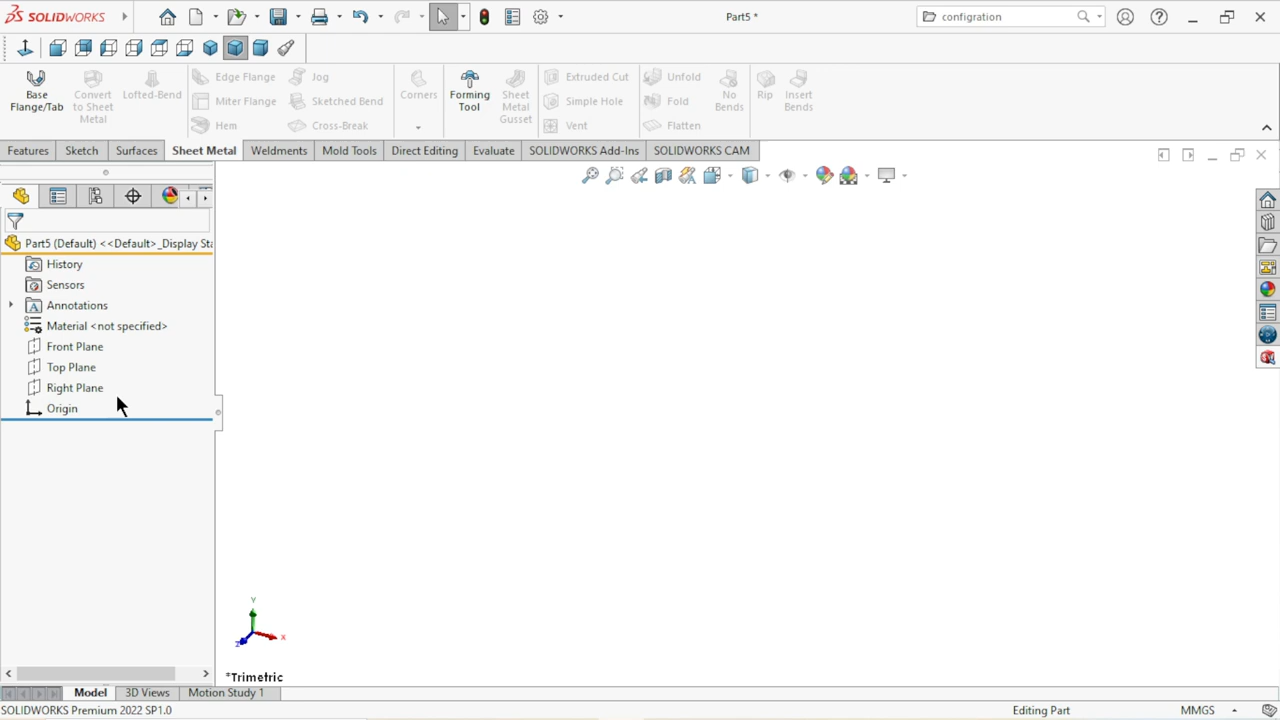 SOLIDWORKS
Part5 *
configration
Base Flange/Tab
Convert to Sheet Metal
Lofted-Bend
Edge Flange
Miter Flange
Hem
Jog
Sketched Bend
Cross-Break
Corners
Forming Tool
Sheet Metal Gusset
Extruded Cut
Simple Hole
Vent
Unfold
Fold
Flatten
No Bends
Rip
Insert Bends
Features
Sketch
Surfaces
Sheet Metal
Weldments
Mold Tools
Direct Editing
Evaluate
SOLIDWORKS Add-Ins
SOLIDWORKS CAM
Part5 (Default) <<Default>_Display Sta
History
Sensors
Annotations
Material <not specified>
Front Plane
Top Plane
Right Plane
Origin
Y
X
Z
*Trimetric
Model
3D Views
Motion Study 1
SOLIDWORKS Premium 2022 SP1.0
Editing Part
MMGS